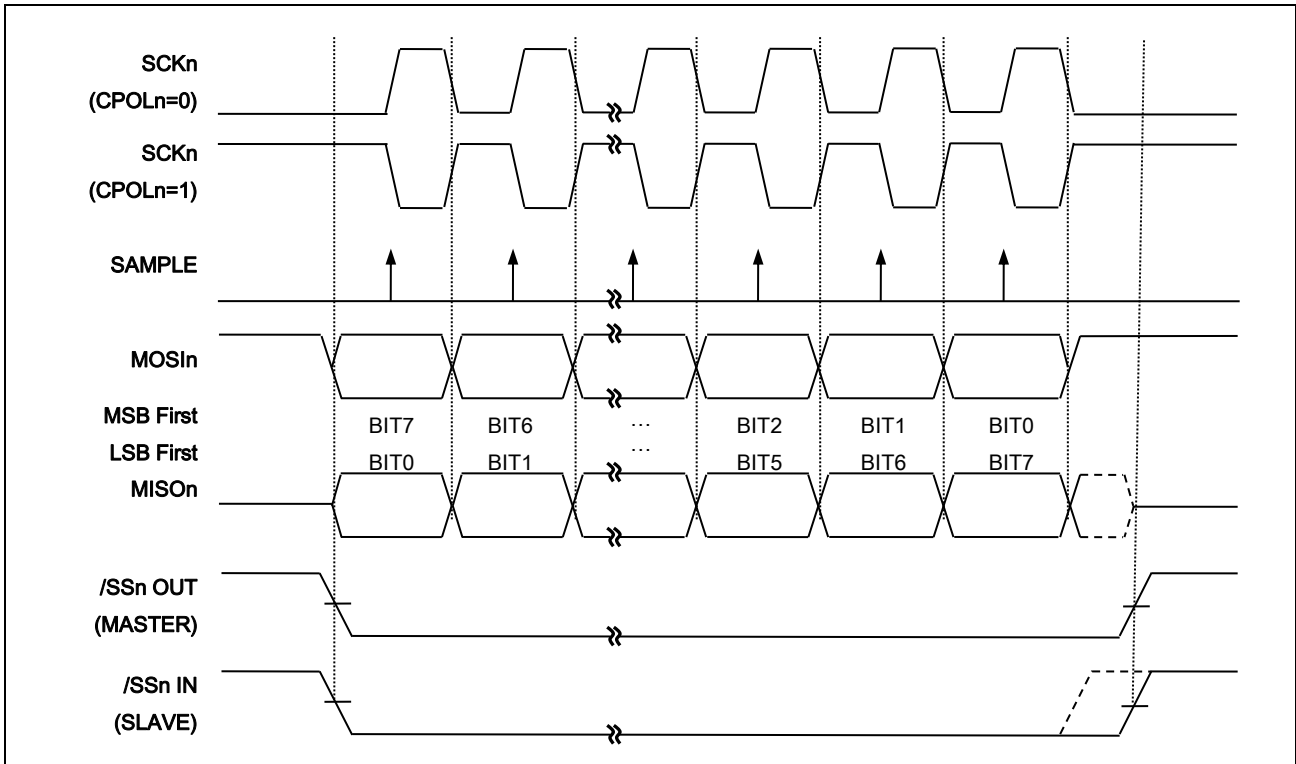 SCKn
(CPOLn=0)
SCKn
(CPOLn=1)
SAMPLE
MOSIn
MSB First BIT7 BIT6 ... BIT2 BIT1 BIT0
LSB First BIT0 BIT1 ... BIT5 BIT6 BIT7
MISOn
/SSn OUT
(MASTER)
/SSn IN
(SLAVE)